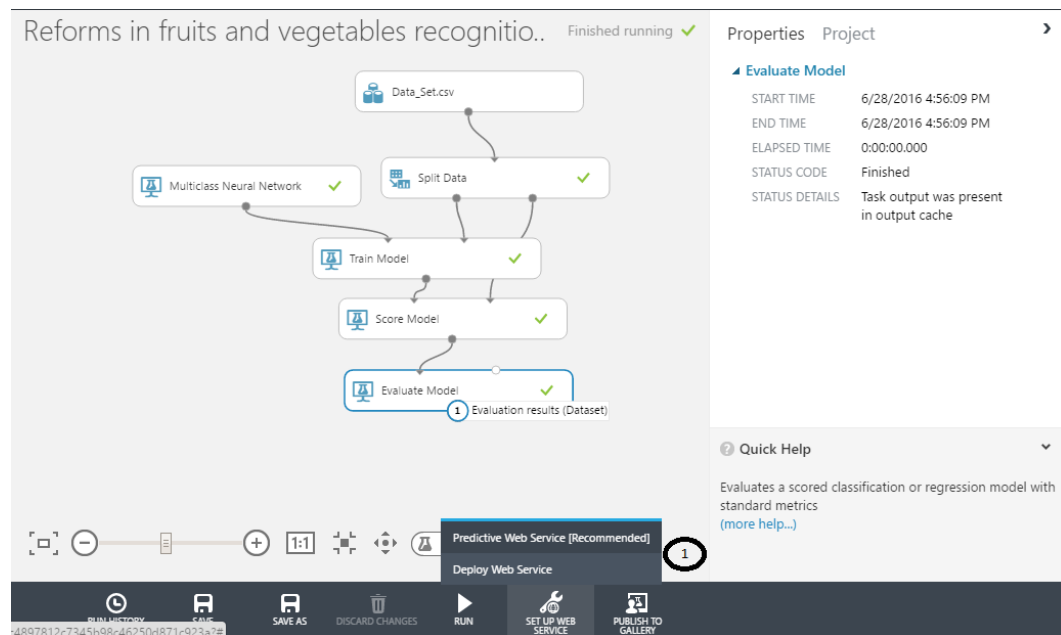 Reforms in fruits and vegetables recognitio..
Finished running
Data_Set.csv
Multiclass Neural Network
Split Data
Train Model
Score Model
Evaluate Model
1 Evaluation results (Dataset)
Properties Project
Evaluate Model
START TIME 6/28/2016 4:56:09 PM
END TIME 6/28/2016 4:56:09 PM
ELAPSED TIME 0:00:00.000
STATUS CODE Finished
STATUS DETAILS Task output was present
in output cache
? Quick Help
Evaluates a scored classification or regression model with
standard metrics
(more help...)
1:1
Predictive Web Service [Recommended]
Deploy Web Service
1
RUN HISTORY
SAVE
SAVE AS
DISCARD CHANGES
RUN
SET UP WEB
SERVICE
PUBLISH TO
GALLERY